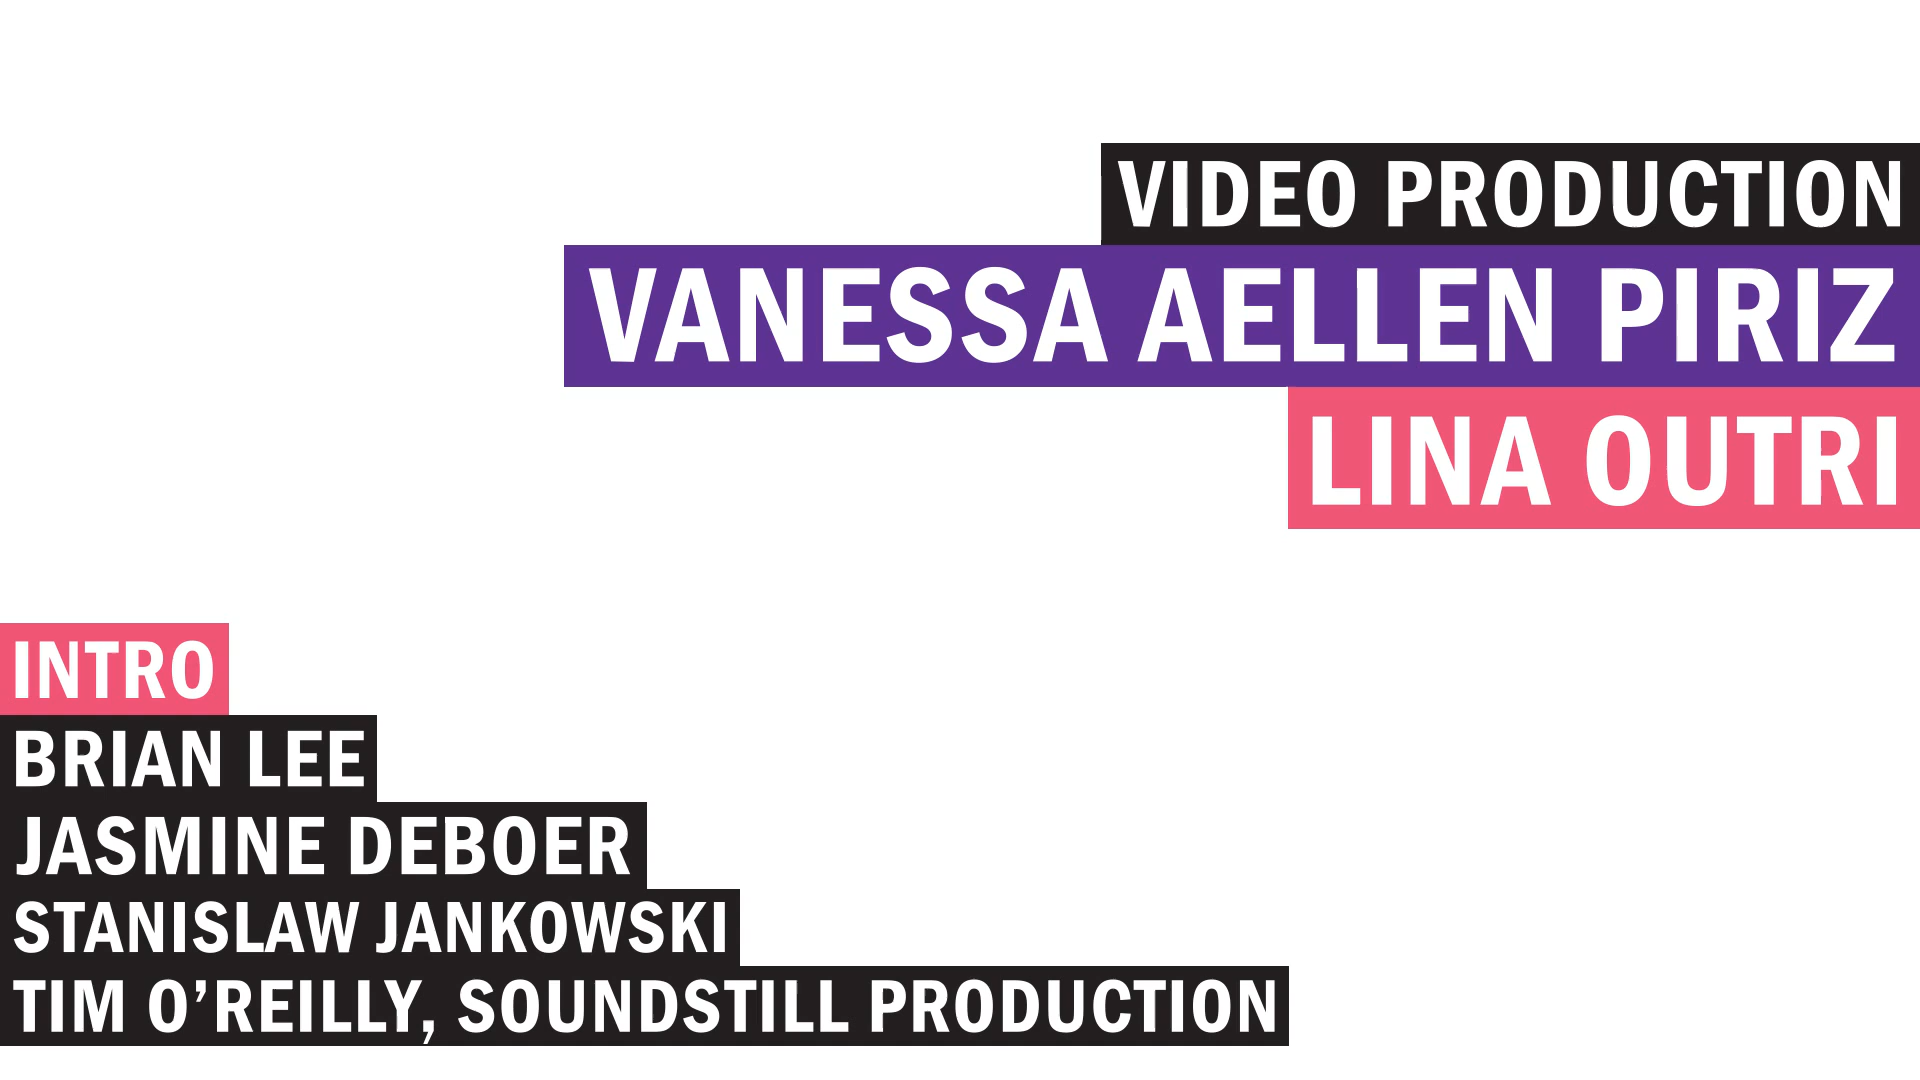 VIDEO PRODUCTION
VANESSA AELLEN PIRIZ
LINA OUTRI
INTRO
BRIAN LEE
JASMINE DEBOER
STANISLAW JANKOWSKI
TIM O’REILLY, SOUNDSTILL PRODUCTION